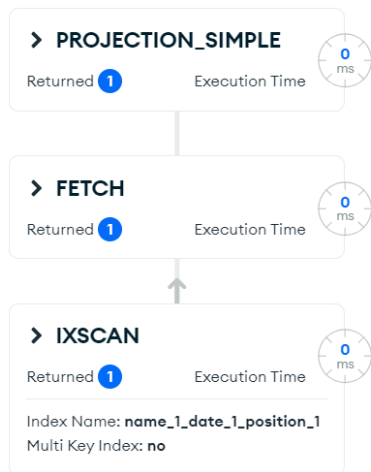 PROJECTION_SIMPLE
0
ms
Returned 1 Execution Time
FETCH
0
ms
Returned 1 Execution Time
IXSCAN
0
ms
Returned 1 Execution Time
Index Name: name_1_date_1_position_1
Multi Key Index: no